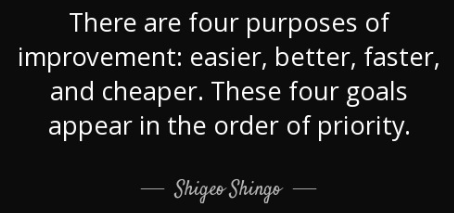 There are four purposes of
improvement: easier, better, faster,
and cheaper. These four goals
appear in the order of priority.
Shigeo Shingo